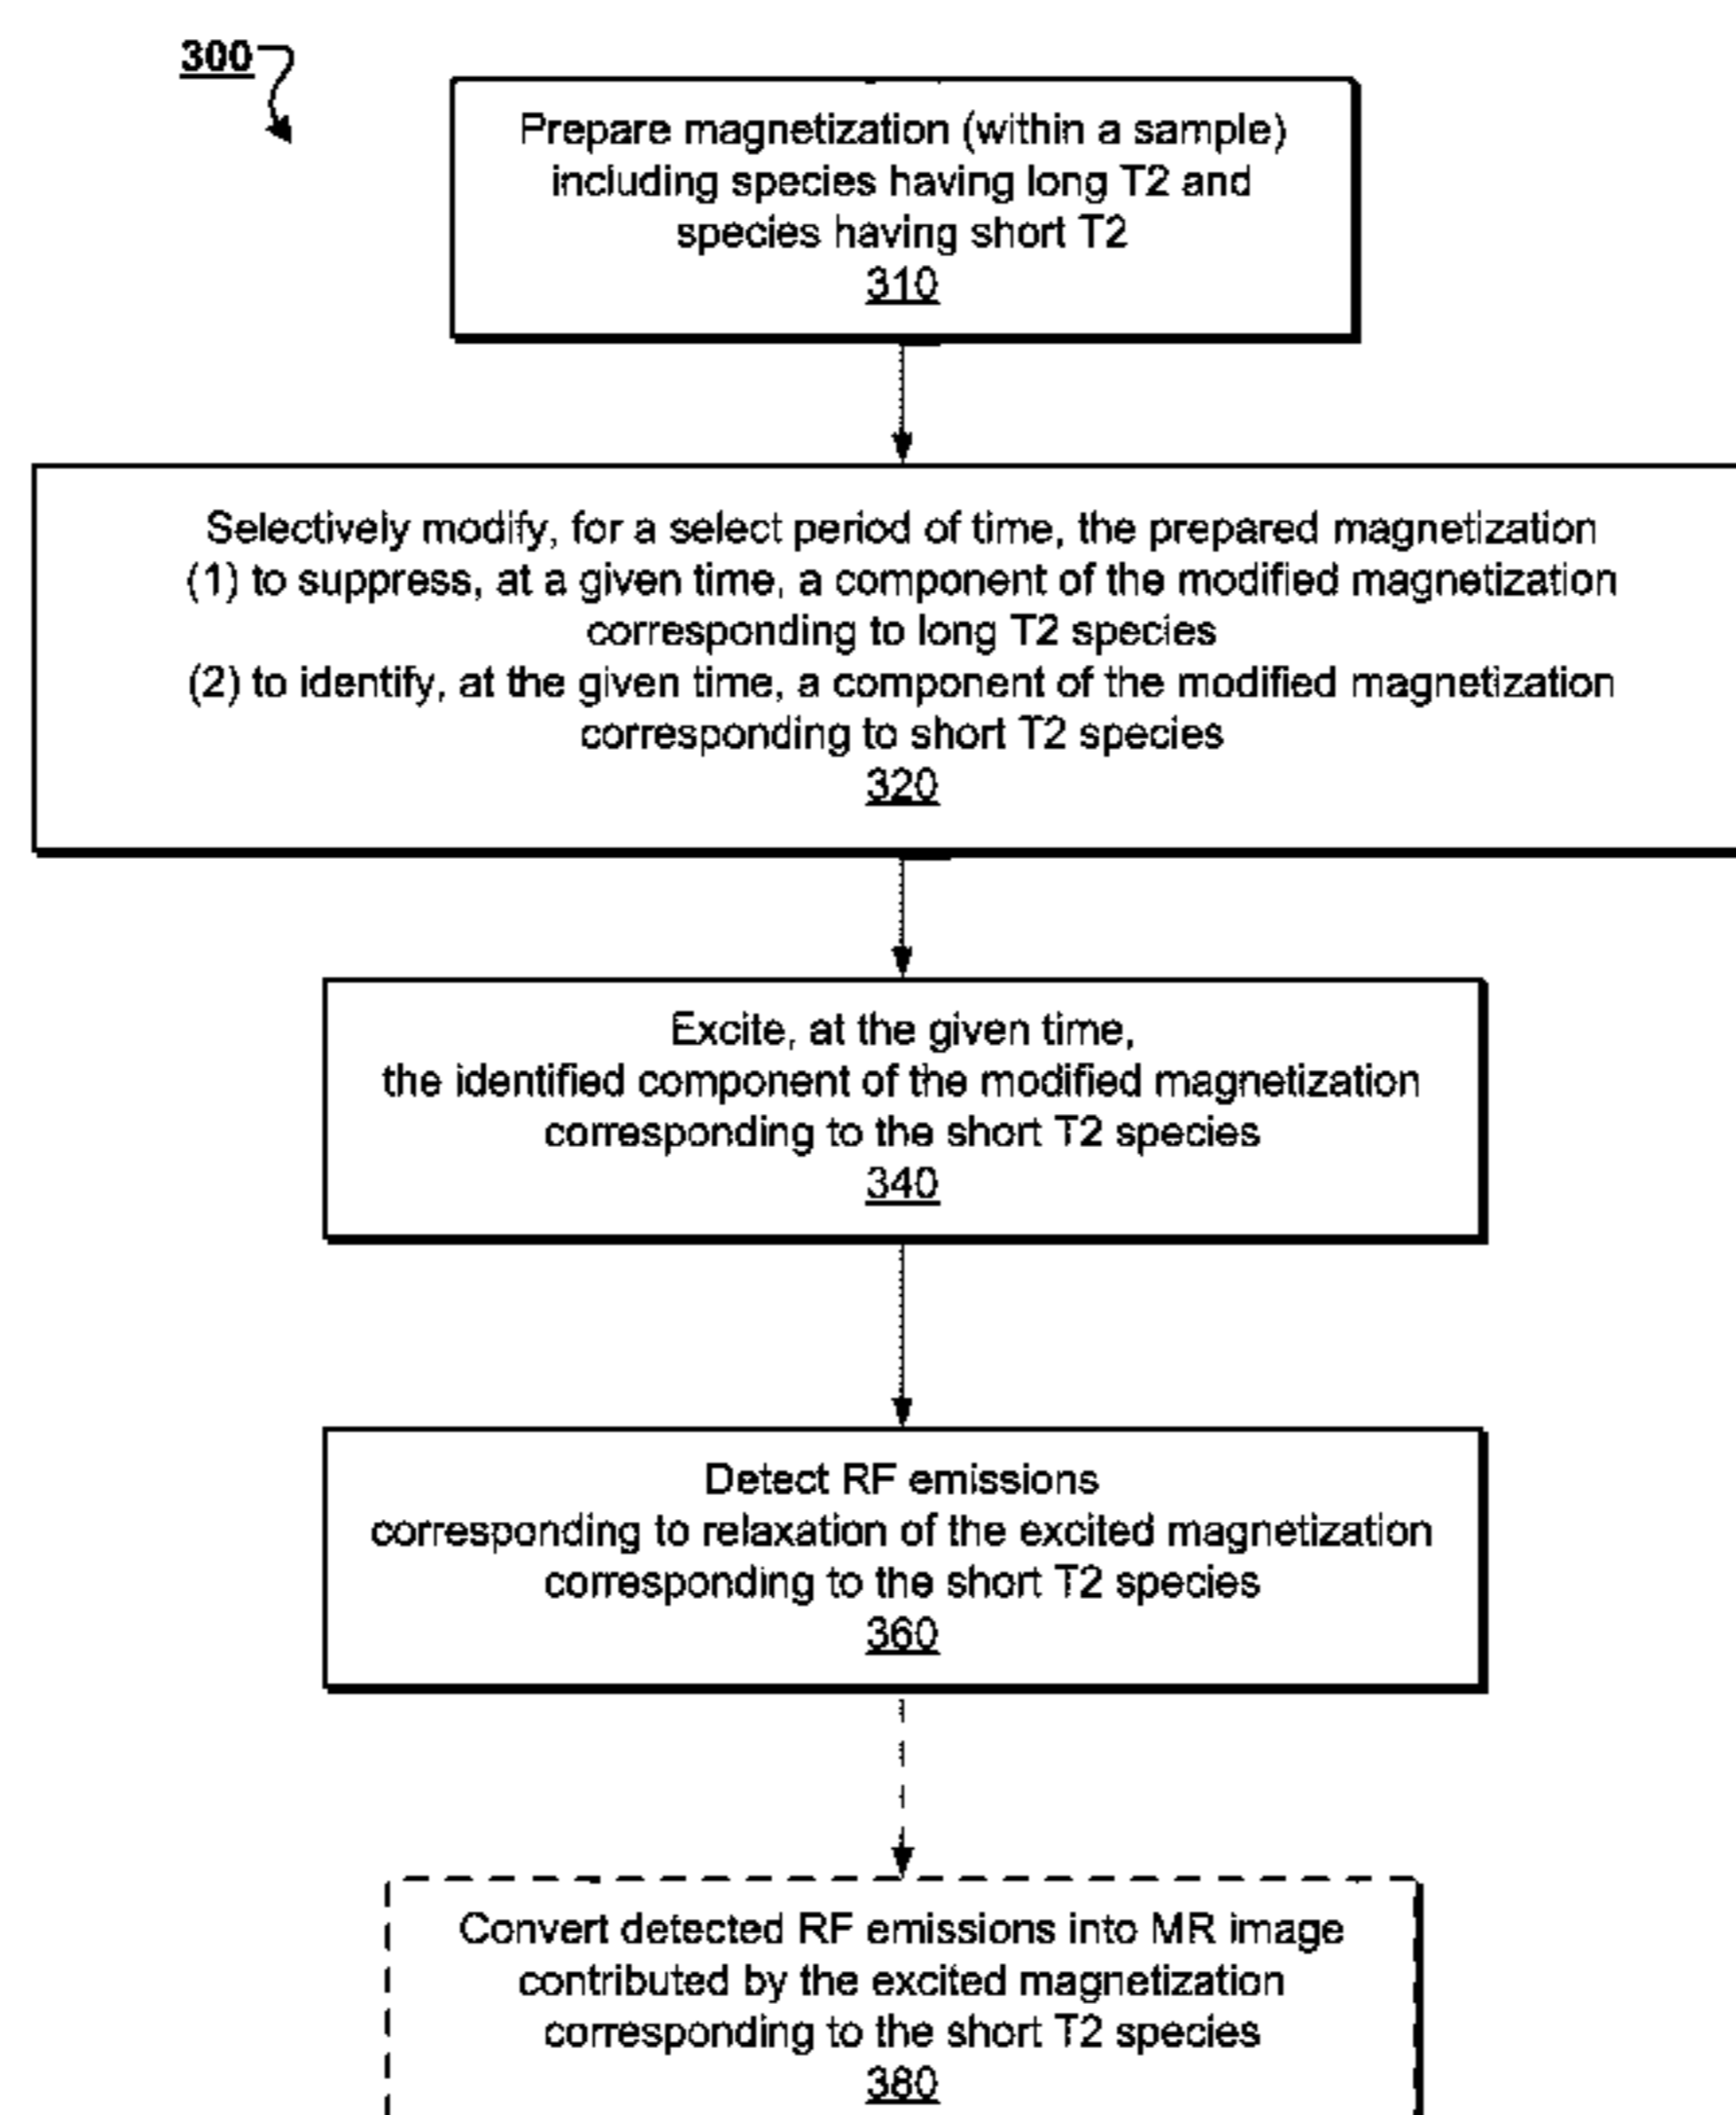 300
Prepare magnetization (within a sample)
including species having long T2 and
species having short T2
310
Selectively modify, for a select period of time, the prepared magnetization
(1) to suppress, at a given time, a component of the modified magnetization
corresponding to long T2 species
(2) to identify, at the given time, a component of the modified magnetization
corresponding to short T2 species
320
Excite, at the given time,
the identified component of the modified magnetization
corresponding to the short T2 species
340
Detect RF emissions
corresponding to relaxation of the excited magnetization
corresponding to the short T2 species
360
Convert detected RF emissions into MR image
contributed by the excited magnetization
corresponding to the short T2 species
380